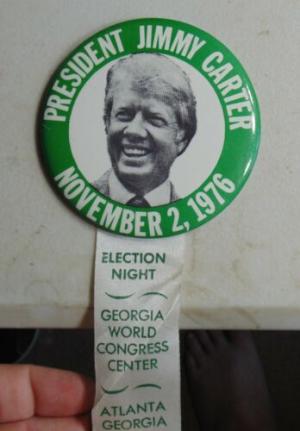 PRESIDENT JIMMY CARTER
NOVEMBER 2, 1976
ELECTION
NIGHT
GEORGIA
WORLD
CONGRESS
CENTER
ATLANTA
GEORGIA